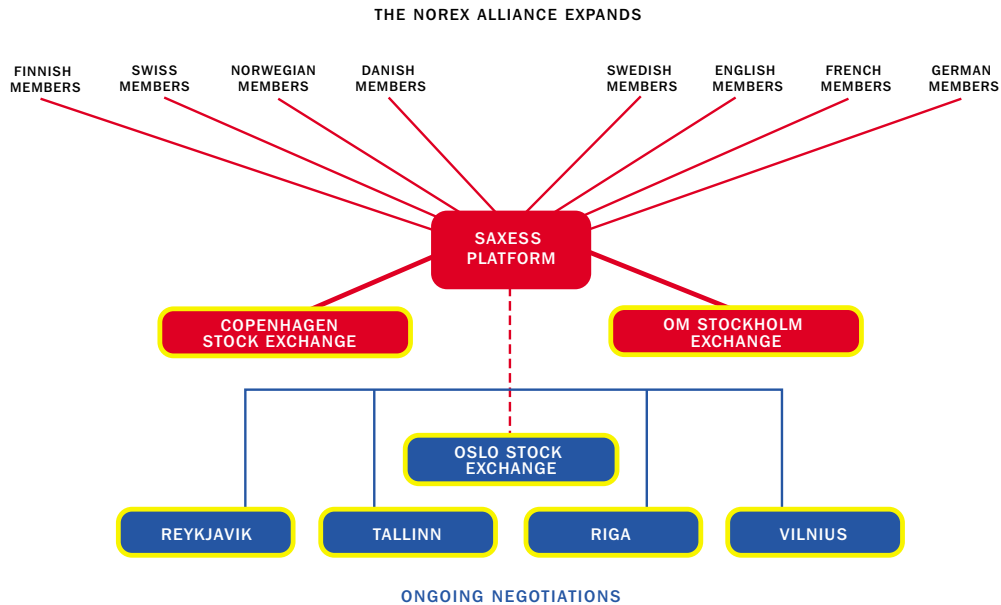 THE NOREX ALLIANCE EXPANDS
FINNISH
MEMBERS
SWISS
MEMBERS
NORWEGIAN
MEMBERS
DANISH
MEMBERS
SWEDISH
MEMBERS
ENGLISH
MEMBERS
FRENCH
MEMBERS
GERMAN
MEMBERS
SAXESS
PLATFORM
COPENHAGEN
STOCK EXCHANGE
OM STOCKHOLM
EXCHANGE
OSLO STOCK
EXCHANGE
REYKJAVIK
TALLINN
RIGA
VILNIUS
ONGOING NEGOTIATIONS